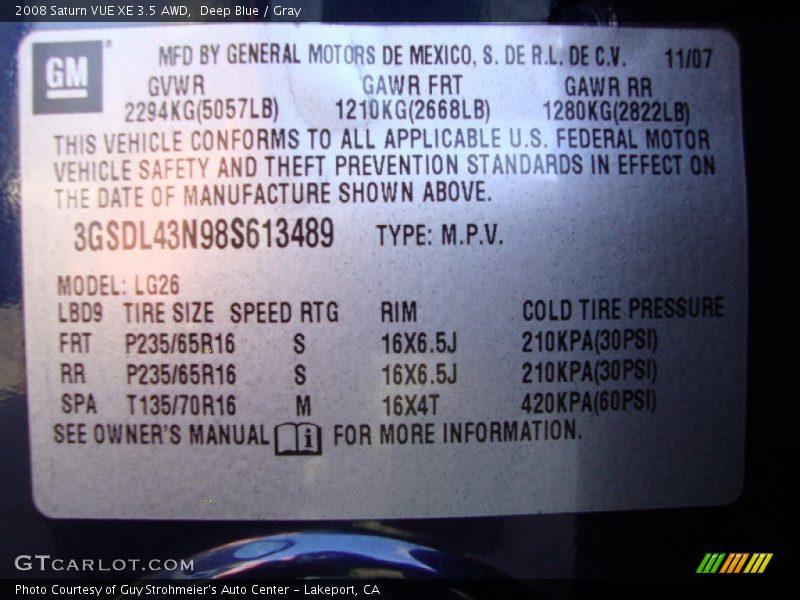 2008 Saturn VUE XE 3.5 AWD,  Deep Blue / Gray
GM MFD BY GENERAL MOTORS DE MEXICO, S. DE R.L. DE C.V. 11/07
GVWR GAWR FRT GAWR RR
2294KG(5057LB) 1210KG(2668LB) 1280KG(2822LB)
THIS VEHICLE CONFORMS TO ALL APPLICABLE U.S. FEDERAL MOTOR
VEHICLE SAFETY AND THEFT PREVENTION STANDARDS IN EFFECT ON
THE DATE OF MANUFACTURE SHOWN ABOVE.
3GSDL43N98S613489 TYPE: M.P.V.
MODEL: LG26
LBD9 TIRE SIZE SPEED RTG RIM COLD TIRE PRESSURE
FRT P235/65R16 S 16X6.5J 210KPA(30PSI)
RR P235/65R16 S 16X6.5J 210KPA(30PSI)
SPA T135/70R16 M 16X4T 420KPA(60PSI)
SEE OWNER'S MANUAL i FOR MORE INFORMATION.
GTCARLOT.COM
Photo Courtesy of Guy Strohmeier's Auto Center - Lakeport, CA